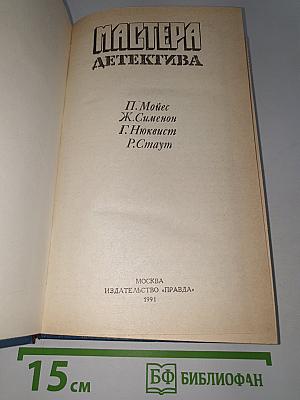 МАСТЕРА
ДЕТЕКТИВА
П. Мойес
Ж. Сименон
Г. Нюквист
Р. Стаут
МОСКВА
ИЗДАТЕЛЬСТВО «ПРАВДА»
1991
15 см
БФ БИБЛИОФАН